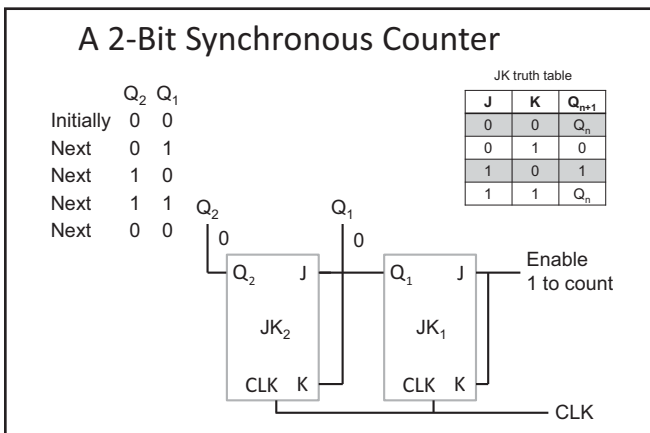 A 2-Bit Synchronous Counter
Q₂ Q₁
Initially 0 0
Next 0 1
Next 1 0
Next 1 1
Next 0 0
JK truth table
J K Qₙ₊₁
0 0 Qₙ
0 1 0
1 0 1
1 1 Qₙ
Q₂ Q₁
0 0
Q₂ J Q₁ J Enable
1 to count
JK₂ JK₁
CLK K CLK K
CLK